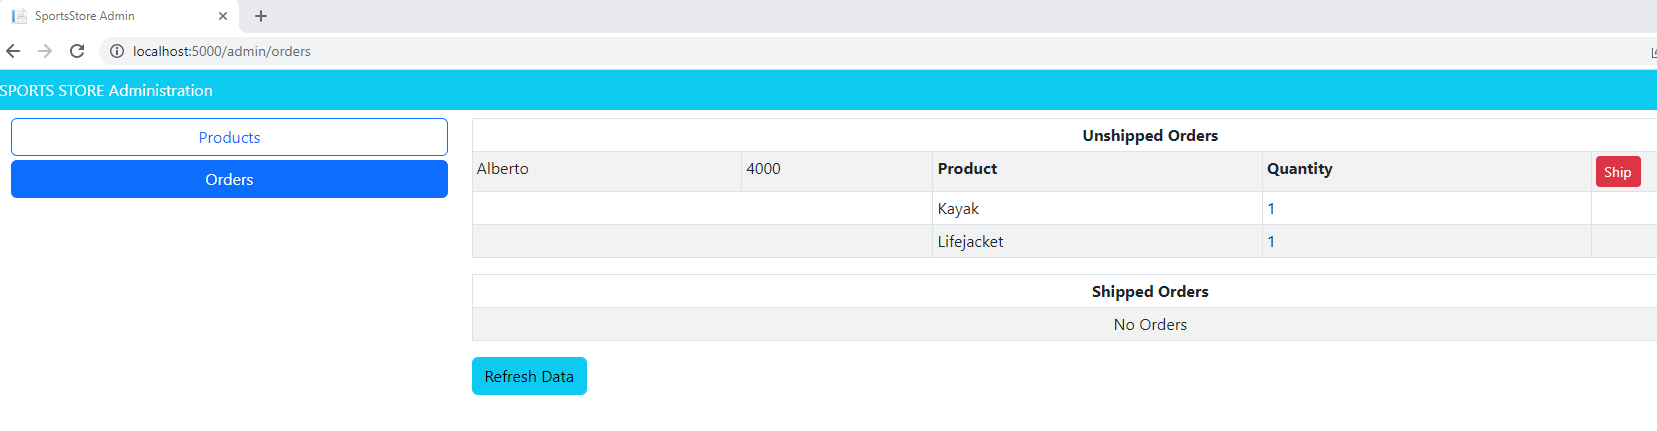 SportsStore Admin
localhost:5000/admin/orders
SPORTS STORE Administration
Products
Orders
Unshipped Orders
Alberto 4000 Product Quantity Ship
Kayak 1
Lifejacket 1
Shipped Orders
No Orders
Refresh Data